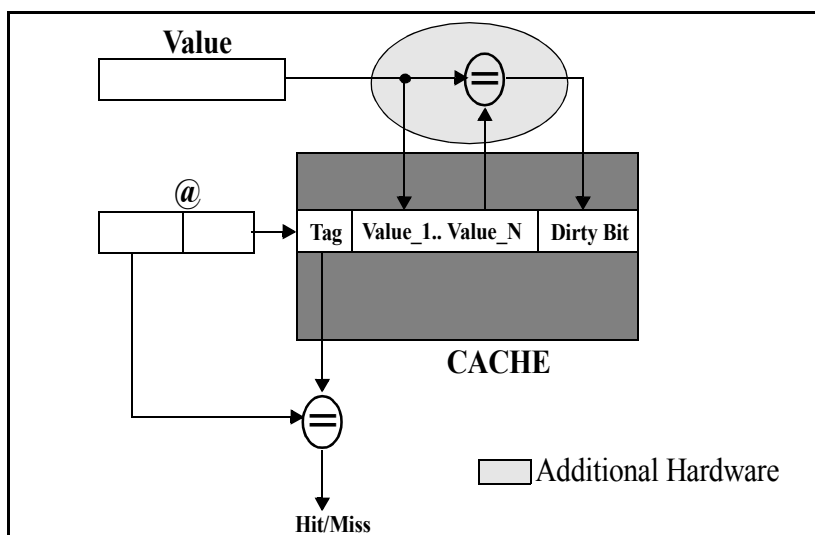 Value
=
@
Tag
Value_1.. Value_N
Dirty Bit
CACHE
=
Additional Hardware
Hit/Miss